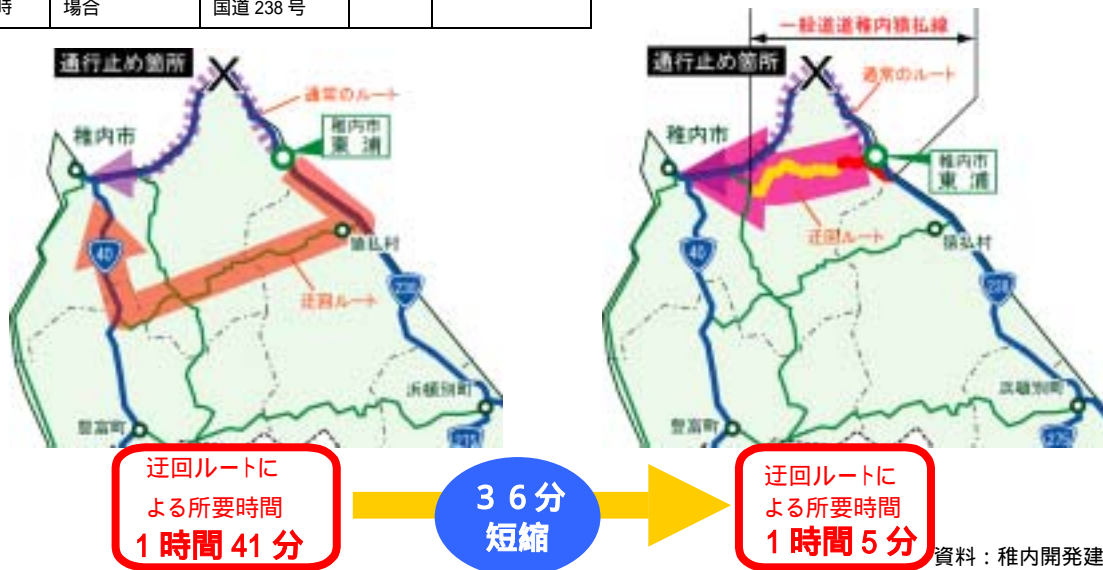 時 場合 国道 238 号
通行止め箇所
通常のルート
稚内市
稚内市
東 浦
40
猿払村
238
迂回ルート
浜頓別町
豊富町
275
一般道道稚内猿払線
通行止め箇所
通常のルート
稚内市
稚内市
東 浦
迂回ルート
40
猿払村
238
浜頓別町
豊富町
275
迂回ルートに
よる所要時間
1 時間 41 分
３６分
短縮
迂回ルートに
よる所要時間
1 時間 5 分
資料：稚内開発建